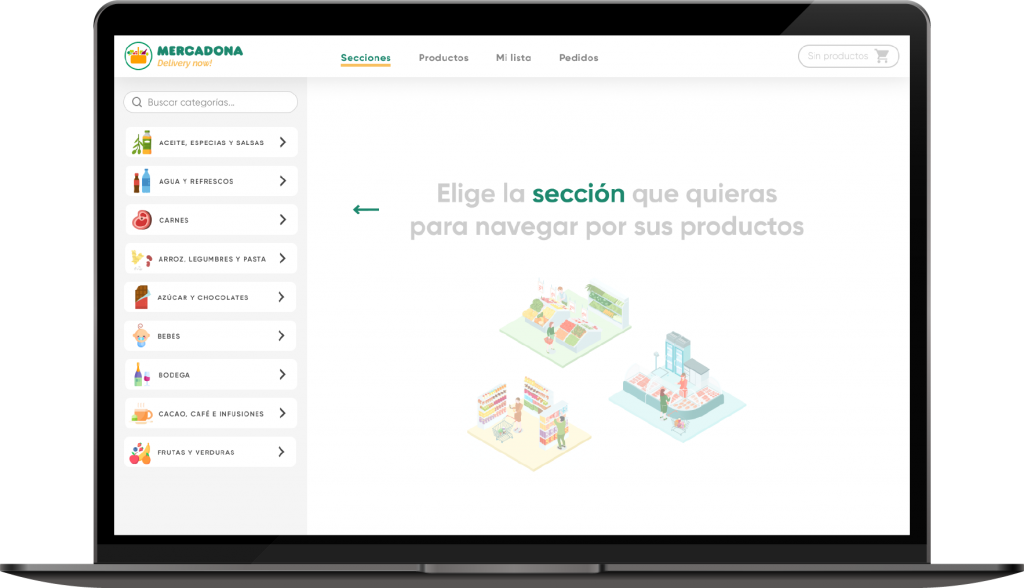 MERCADONA
Delivery now!
Secciones
Productos
Mi lista
Pedidos
Sin productos
Buscar categorías...
ACEITE, ESPECIAS Y SALSAS
AGUA Y REFRESCOS
CARNES
ARROZ, LEGUMBRES Y PASTA
AZÚCAR Y CHOCOLATES
BEBES
BODEGA
CACAO, CAFÉ E INFUSIONES
FRUTAS Y VERDURAS
Elige la sección que quieras
para navegar por sus productos